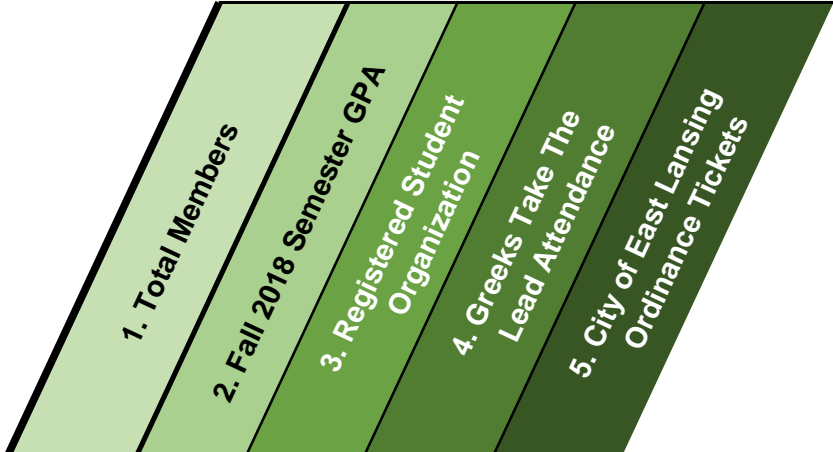 1. Total Members
2. Fall 2018 Semester GPA
3. Registered Student
Organization
4. Greeks Take The
Lead Attendance
5. City of East Lansing
Ordinance Tickets